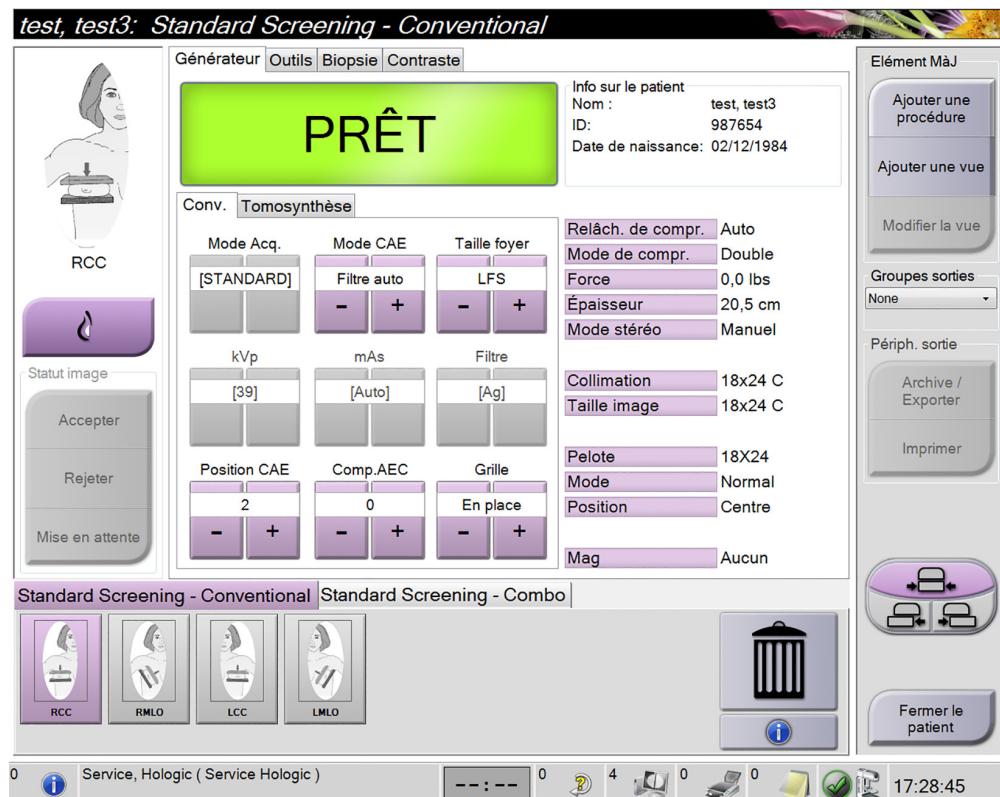 test, test3: Standard Screening - Conventional
RCC
Statut image
Accepter
Rejeter
Mise en attente
Générateur Outils Biopsie Contraste
PRÊT
Info sur le patient
Nom : test, test3
ID: 987654
Date de naissance: 02/12/1984
Conv. Tomosynthèse
Mode Acq. Mode CAE Taille foyer
[STANDARD] Filtre auto LFS
- + - +
kVp mAs Filtre
[39] [Auto] [Ag]
Position CAE Comp.AEC Grille
2 0 En place
- + - + - +
Relâch. de compr. Auto
Mode de compr. Double
Force 0,0 lbs
Épaisseur 20,5 cm
Mode stéréo Manuel
Collimation 18x24 C
Taille image 18x24 C
Pelote 18X24
Mode Normal
Position Centre
Mag Aucun
Elément MàJ
Ajouter une
procédure
Ajouter une vue
Modifier la vue
Groupes sorties
None
Périph. sortie
Archive /
Exporter
Imprimer
Fermer le
patient
Standard Screening - Conventional Standard Screening - Combo
RCC RMLO LCC LMLO
0 Service, Hologic ( Service Hologic ) --:-- 0 4 0 0 17:28:45